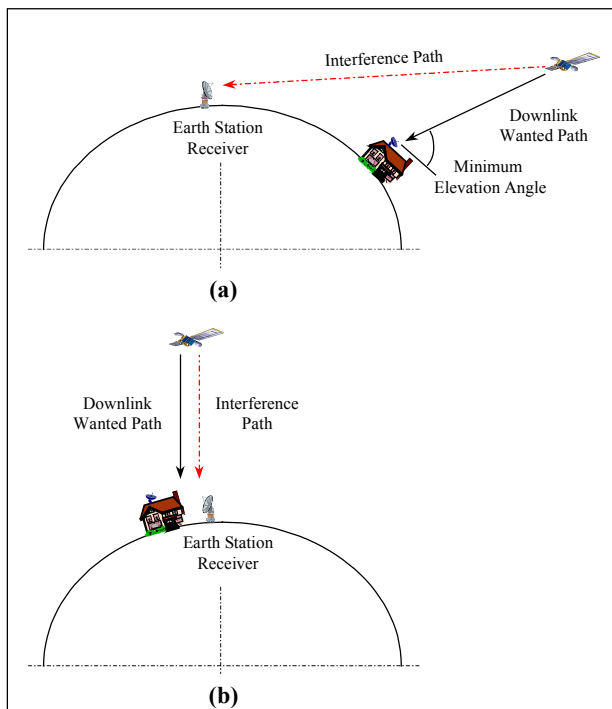 Interference Path
Downlink
Wanted Path
Earth Station
Receiver
Minimum
Elevation Angle
(a)
Downlink
Wanted Path
Interference
Path
Earth Station
Receiver
(b)